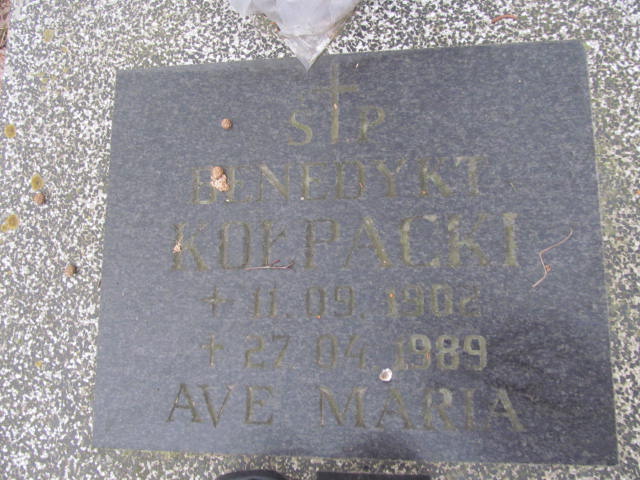 Ś P
BENEDYKT
KOŁPACKI
+ 11.09.1902
+ 27.04.1989
AVE MARIA